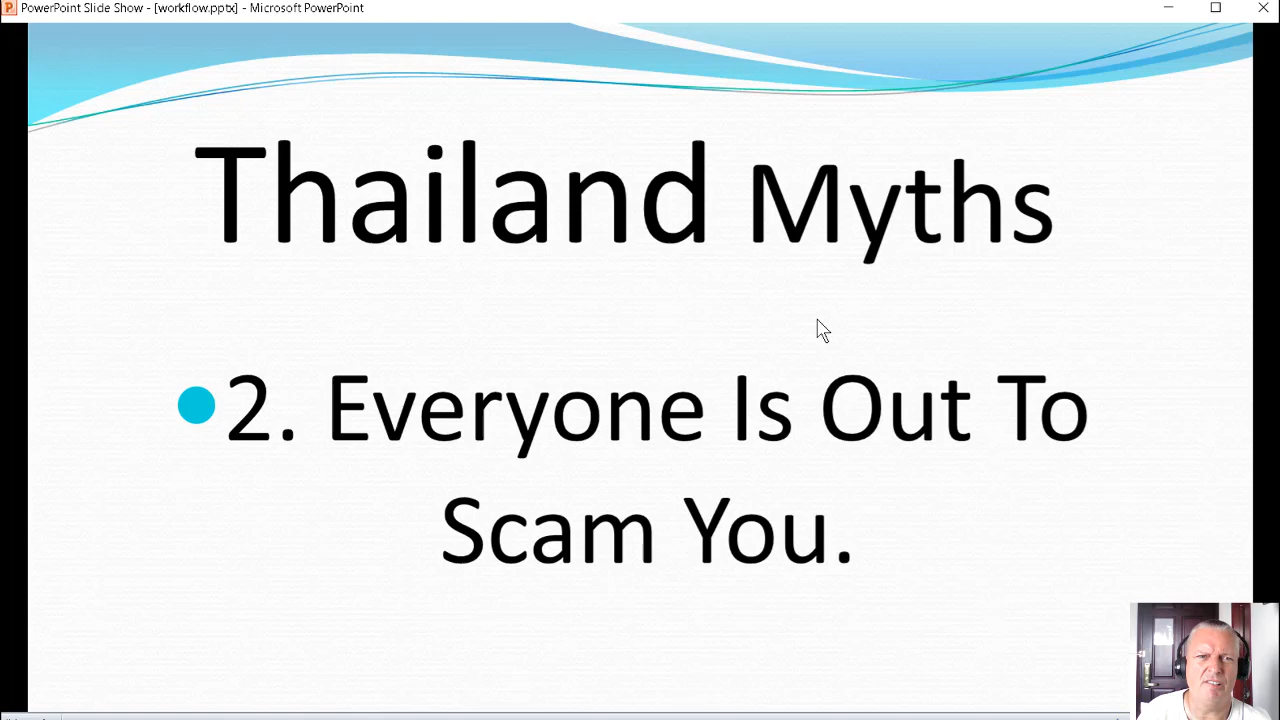 PowerPoint Slide Show - [workflow.pptx] - Microsoft PowerPoint
Thailand Myths
2. Everyone Is Out To
Scam You.